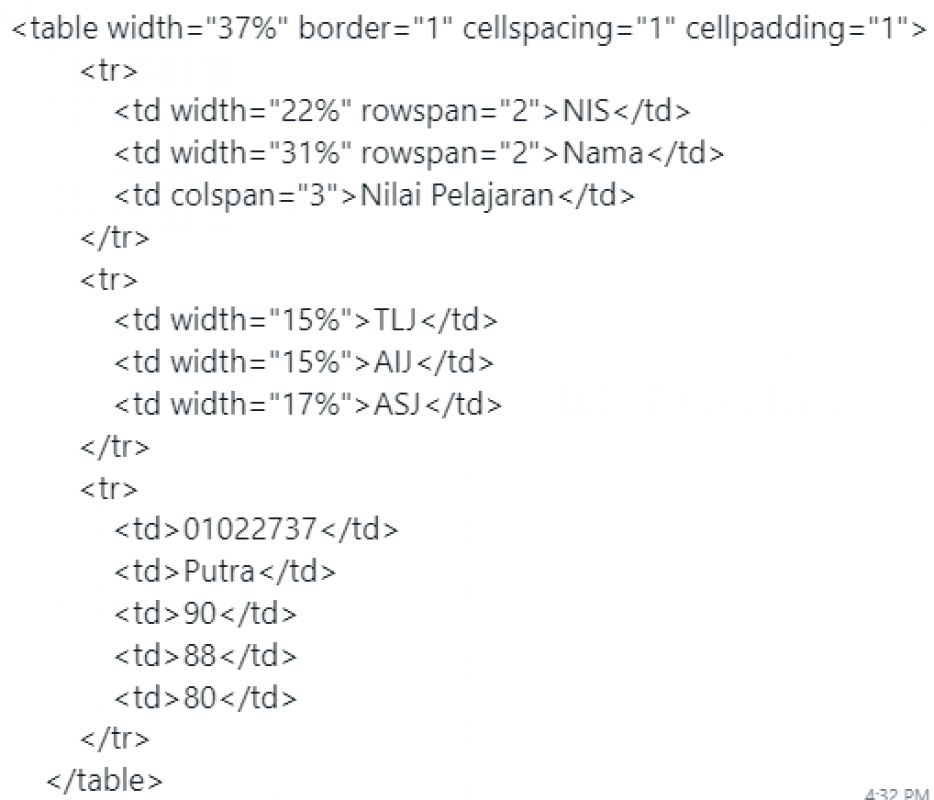 <table width="37%" border="1" cellspacing="1" cellpadding="1">
<tr>
<td width="22%" rowspan="2">NIS</td>
<td width="31%" rowspan="2">Nama</td>
<td colspan="3">Nilai Pelajaran</td>
</tr>
<tr>
<td width="15%">TLJ</td>
<td width="15%">AIJ</td>
<td width="17%">ASJ</td>
</tr>
<tr>
<td>01022737</td>
<td>Putra</td>
<td>90</td>
<td>88</td>
<td>80</td>
</tr>
</table>
4:32 PM